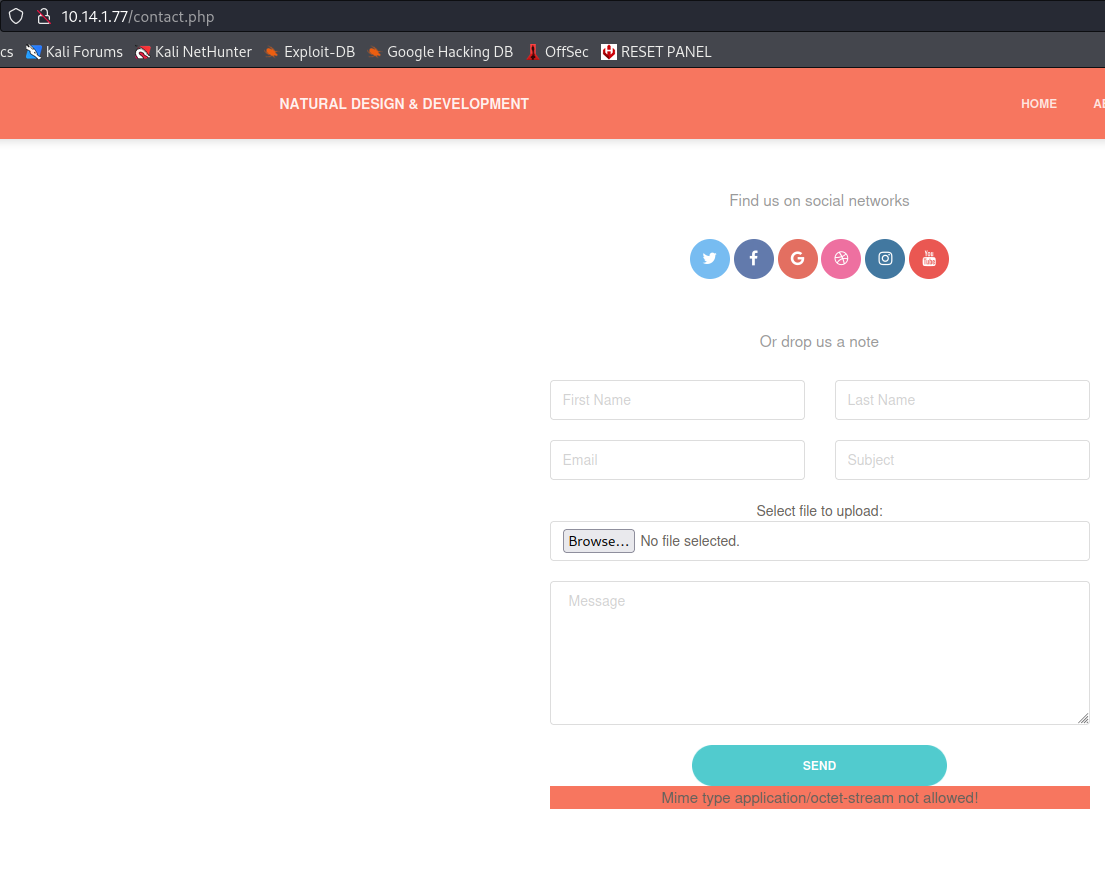 10.14.1.77/contact.php
cs Kali Forums Kali NetHunter Exploit-DB Google Hacking DB OffSec RESET PANEL
NATURAL DESIGN & DEVELOPMENT HOME
Find us on social networks
You
Tube
Or drop us a note
First Name Last Name
Email Subject
Select file to upload:
Browse... No file selected.
Message
SEND
Mime type application/octet-stream not allowed!